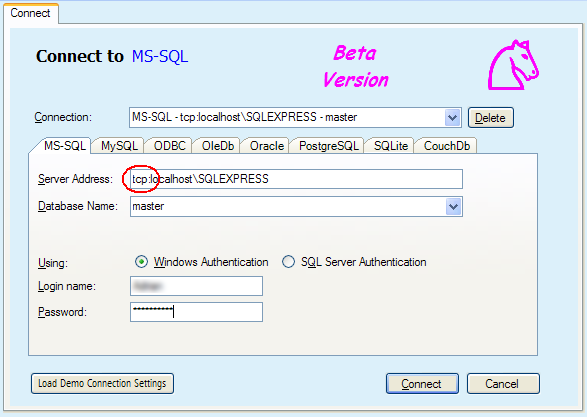 Connect
Connect to MS-SQL
Beta
Version
Connection: MS-SQL - tcp:localhost\SQLEXPRESS - master Delete
MS-SQL MySQL ODBC OleDb Oracle PostgreSQL SQLite CouchDb
Server Address: tcp:localhost\SQLEXPRESS
Database Name: master
Using: Windows Authentication SQL Server Authentication
Login name:
Password: **********
Load Demo Connection Settings Connect Cancel